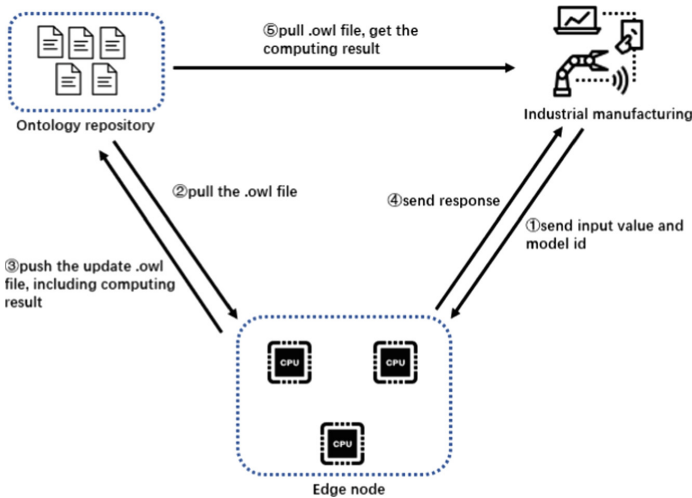 ⑤pull .owl file, get the
computing result
Ontology repository
Industrial manufacturing
②pull the .owl file
④send response
①send input value and
model id
③push the update .owl
file, including computing
result
CPU
CPU
CPU
Edge node